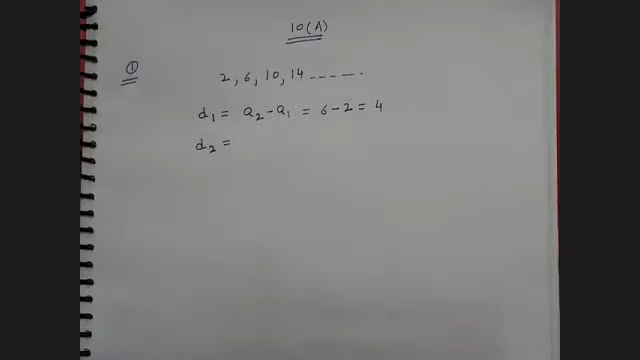 10(A)
① 2, 6, 10, 14 -----.
d₁ = a₂ - a₁ = 6 - 2 = 4
d₂ =